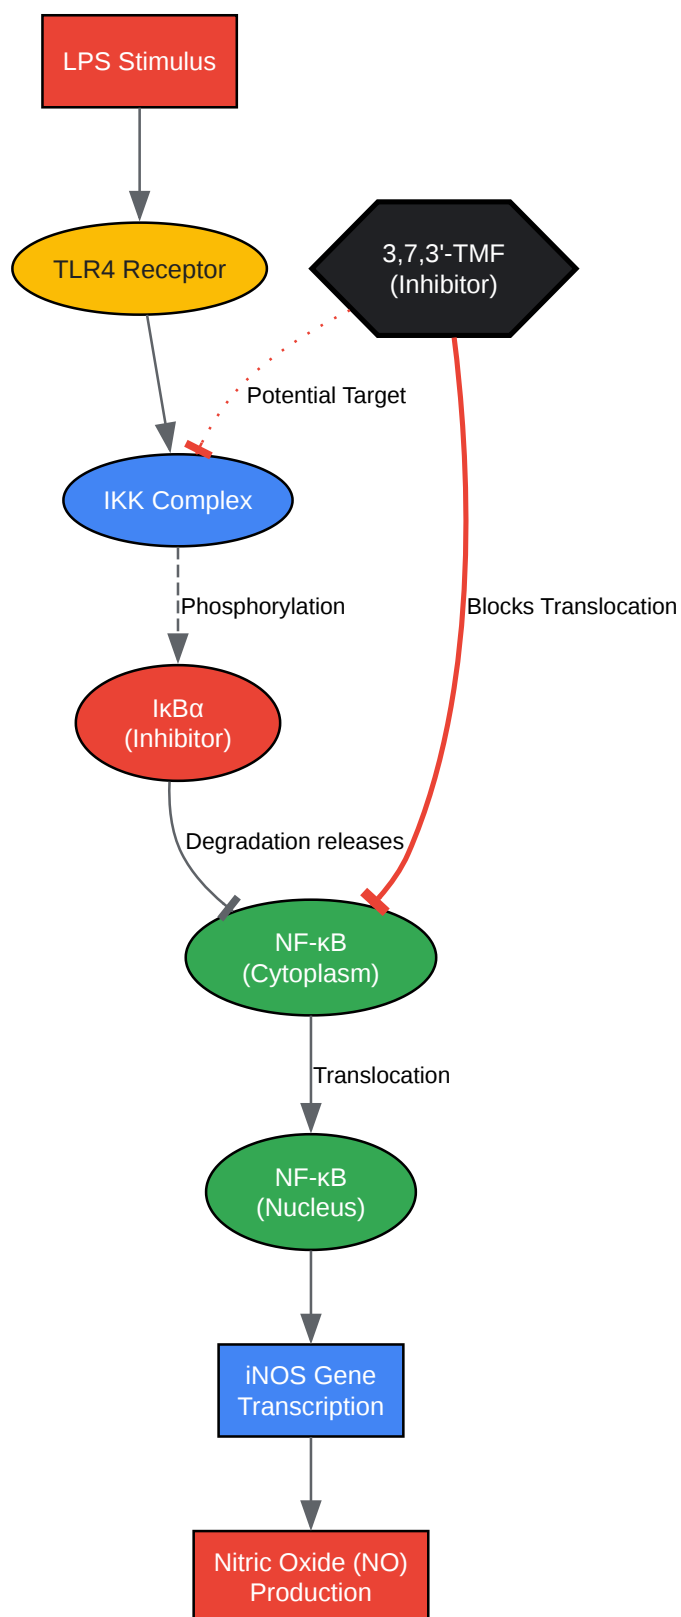 LPS Stimulus
TLR4 Receptor
3,7,3'-TMF
(Inhibitor)
Potential Target
IKK Complex
Phosphorylation
Blocks Translocation
IκBα
(Inhibitor)
Degradation releases
NF-κB
(Cytoplasm)
Translocation
NF-κB
(Nucleus)
iNOS Gene
Transcription
Nitric Oxide (NO)
Production